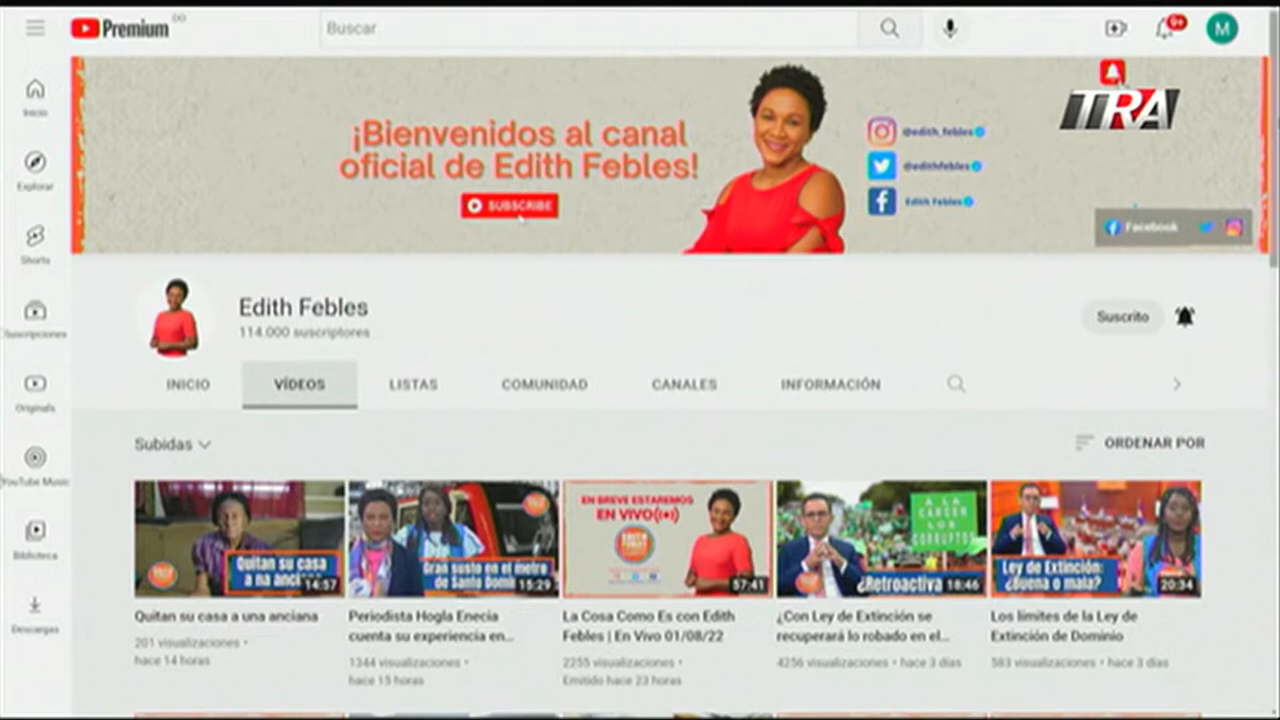 Premium
DO
Buscar
9+
M
TRA
¡Bienvenidos al canal
oficial de Edith Febles!
SUBSCRIBE
@edith_febles
@edithfebles
Edith Febles
Facebook
Inicio
Explorar
Shorts
Suscripciones
Originals
YouTube Music
Biblioteca
Descargas
Edith Febles
114.000 suscriptores
Suscrito
INICIO
VÍDEOS
LISTAS
COMUNIDAD
CANALES
INFORMACIÓN
Subidas
ORDENAR POR
Quitan su casa
a na anci
14:57
Gran susto en el metro
de Santo Domi
15:29
EN BREVE ESTAREMOS
EN VIVO
57:41
A LA
CARCEL
LOS
CORRUPTOS
¿Retroactiva
18:46
Ley de Extinción:
¿Buena o mala?
20:34
Quitan su casa a una anciana
201 visualizaciones •
hace 14 horas
Periodista Hogla Enecia
cuenta su experiencia en...
1344 visualizaciones •
hace 15 horas
La Cosa Como Es con Edith
Febles | En Vivo 01/08/22
2255 visualizaciones •
Emitido hace 23 horas
¿Con Ley de Extinción se
recuperará lo robado en el...
4256 visualizaciones • hace 3 días
Los límites de la Ley de
Extinción de Dominio
583 visualizaciones • hace 3 días